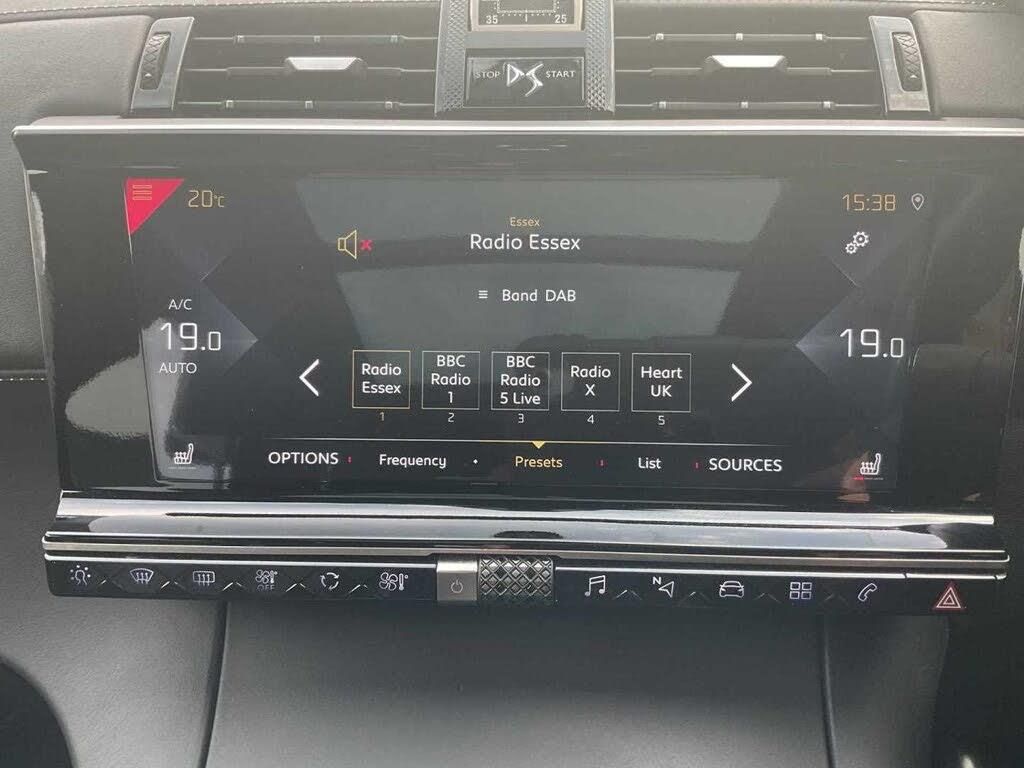 35 25
STOP DS START
20°C
15:38
Essex
Radio Essex
Band DAB
A/C
19.0
AUTO
19.0
Radio Essex
BBC Radio 1
BBC Radio 5 Live
Radio X
Heart UK
1 2 3 4 5
OPTIONS Frequency Presets List SOURCES
OFF
N